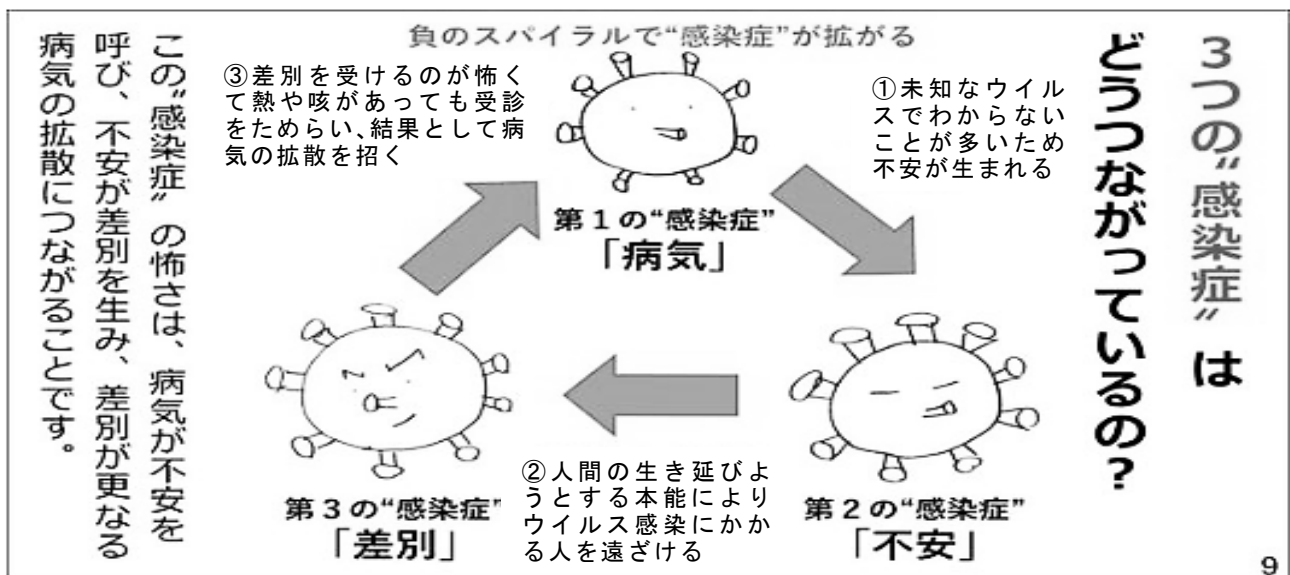 ３つの“感染症”は
どうつながっているの？
負のスパイラルで“感染症”が拡がる
①未知なウイル
スでわからない
ことが多いため
不安が生まれる
第１の“感染症”
「病気」
②人間の生き延びよ
うとする本能により
ウイルス感染にかか
る人を遠ざける
第２の“感染症”
「不安」
③差別を受けるのが怖く
て熱や咳があっても受診
をためらい、結果として病
気の拡散を招く
第３の“感染症”
「差別」
この“感染症”の怖さは、病気が不安を
呼び、不安が差別を生み、差別が更なる
病気の拡散につながることです。
9